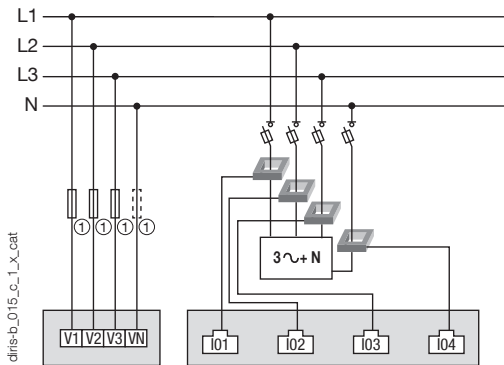 L1
L2
L3
N
1 1 1 1
3 ∿ + N
V1 V2 V3 VN
I01 I02 I03 I04
diris-b_015_c_1_x_cat